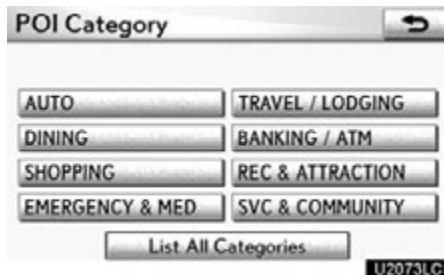 POI Category
AUTO
TRAVEL / LODGING
DINING
BANKING / ATM
SHOPPING
REC & ATTRACTION
EMERGENCY & MED
SVC & COMMUNITY
List All Categories
U2073LC